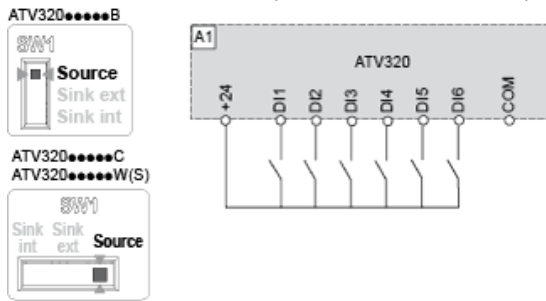 ATV320●●●●●B
SW1
Source
Sink ext
Sink int
ATV320●●●●●C
ATV320●●●●●W(S)
SW1
Sink int
Sink ext
Source
A1
ATV320
+24
DI1
DI2
DI3
DI4
DI5
DI6
COM